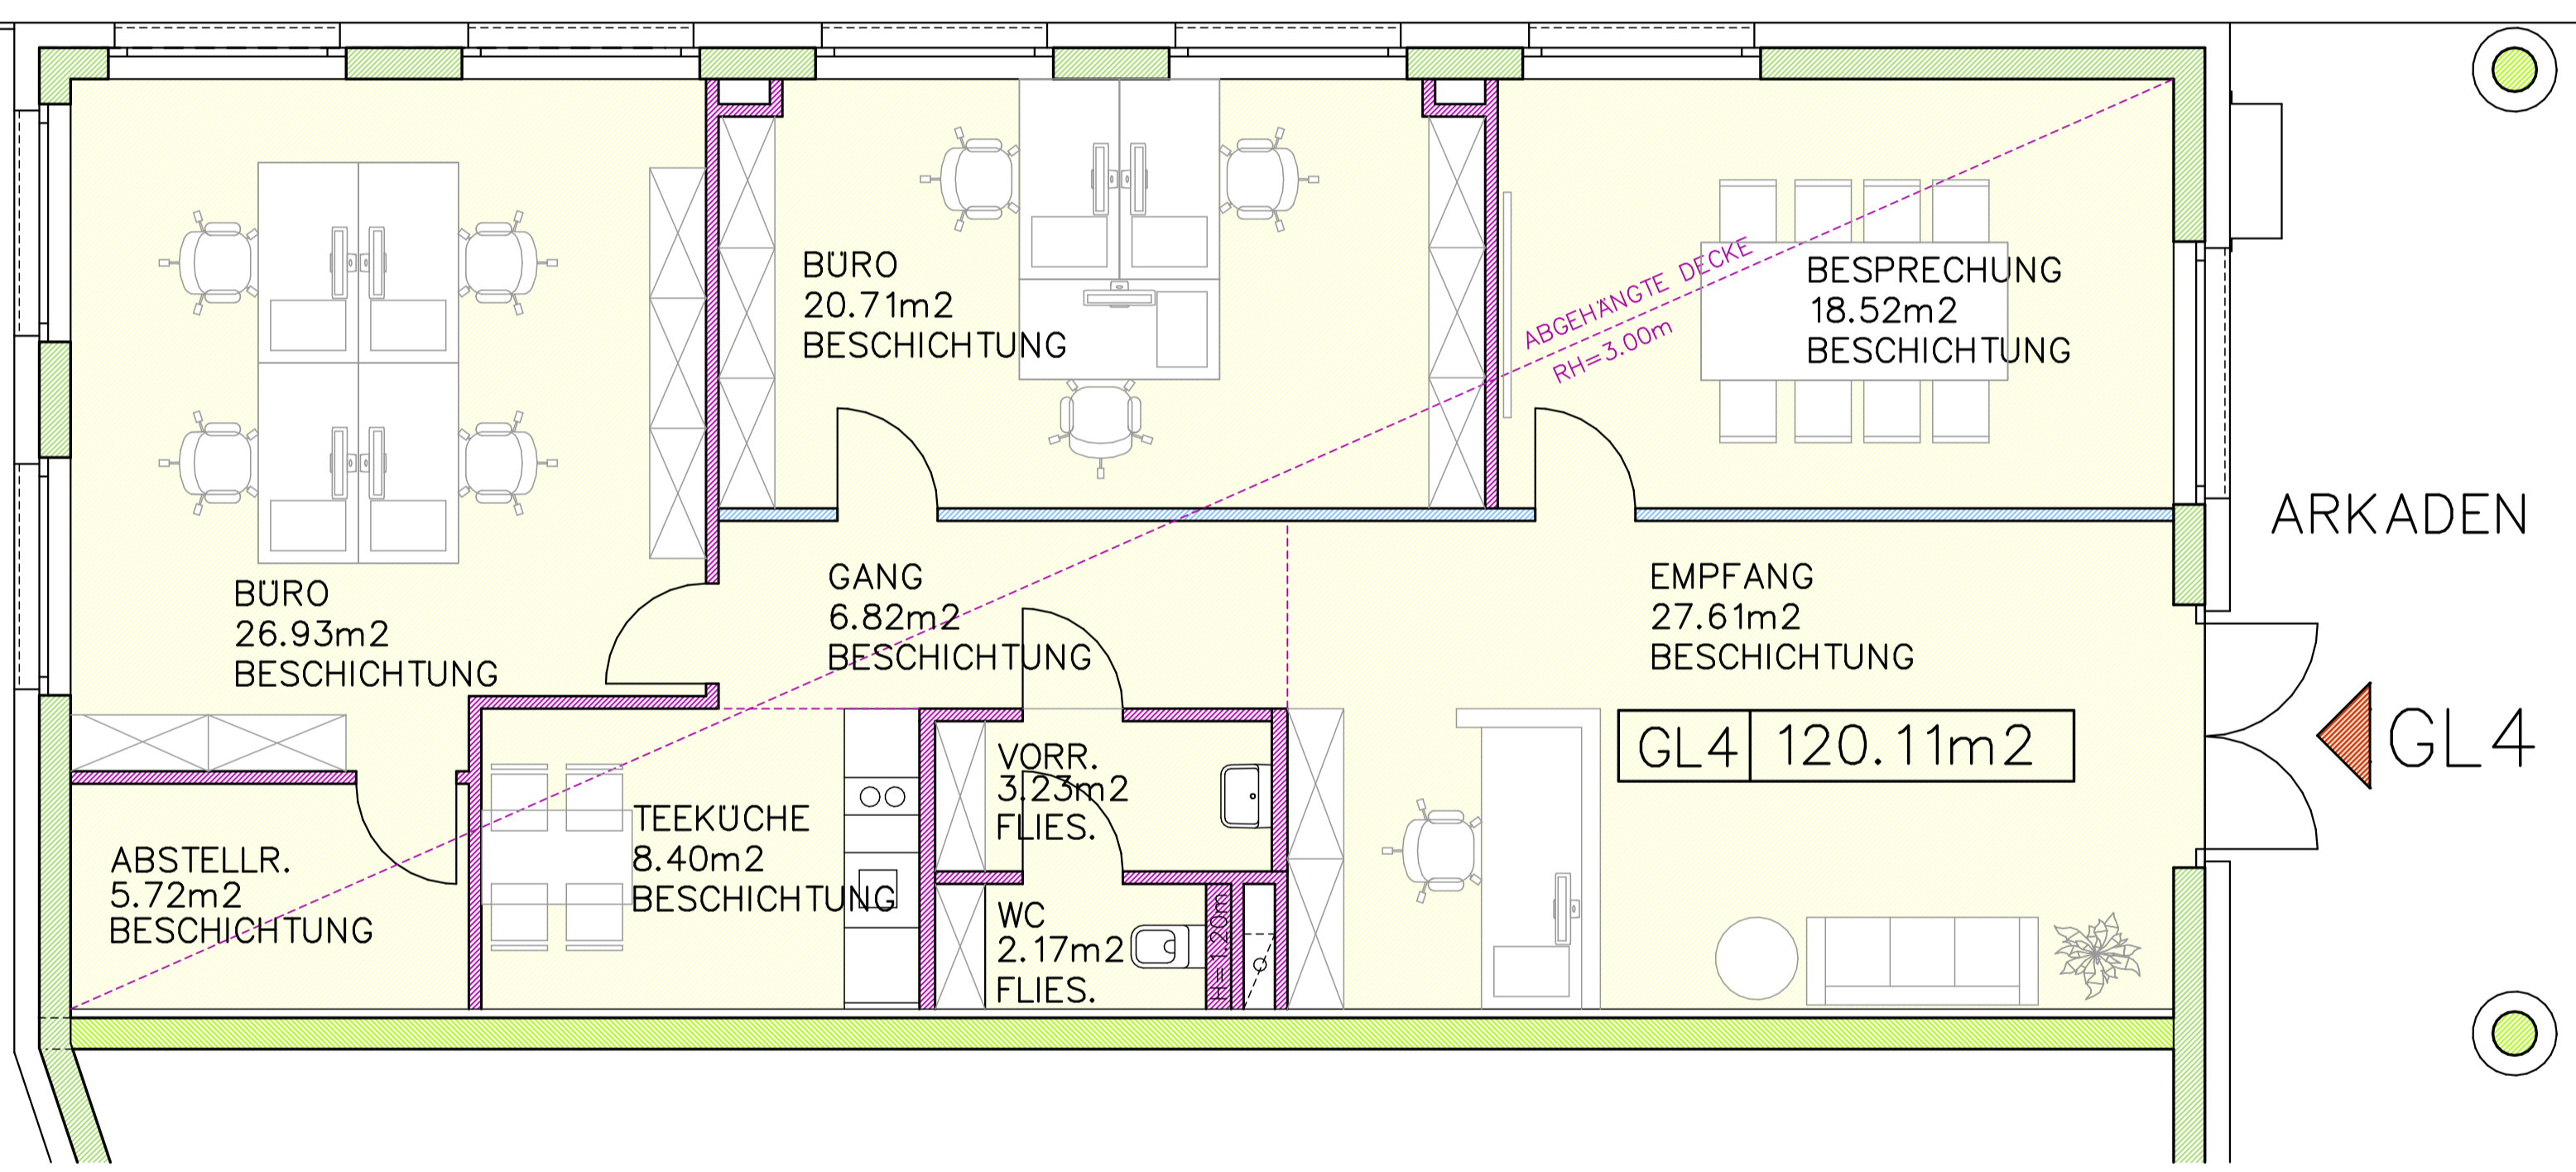 BÜRO
20.71m2
BESCHICHTUNG
ABGEHÄNGTE DECKE
RH=3.00m
BESPRECHUNG
18.52m2
BESCHICHTUNG
ARKADEN
BÜRO
26.93m2
BESCHICHTUNG
GANG
6.82m2
BESCHICHTUNG
EMPFANG
27.61m2
BESCHICHTUNG
GL4 120.11m2
GL4
ABSTELLR.
5.72m2
BESCHICHTUNG
TEEKÜCHE
8.40m2
BESCHICHTUNG
VORR.
3.23m2
FLIES.
WC
2.17m2
FLIES.
H=1.20m